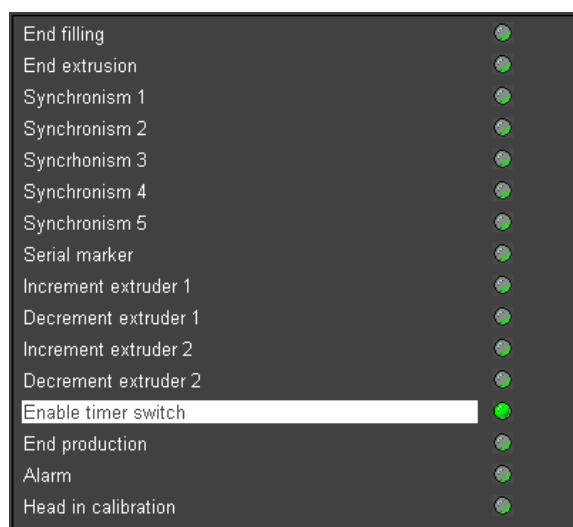 End filling
End extrusion
Synchronism 1
Synchronism 2
Syncrhonism 3
Synchronism 4
Synchronism 5
Serial marker
Increment extruder 1
Decrement extruder 1
Increment extruder 2
Decrement extruder 2
Enable timer switch
End production
Alarm
Head in calibration